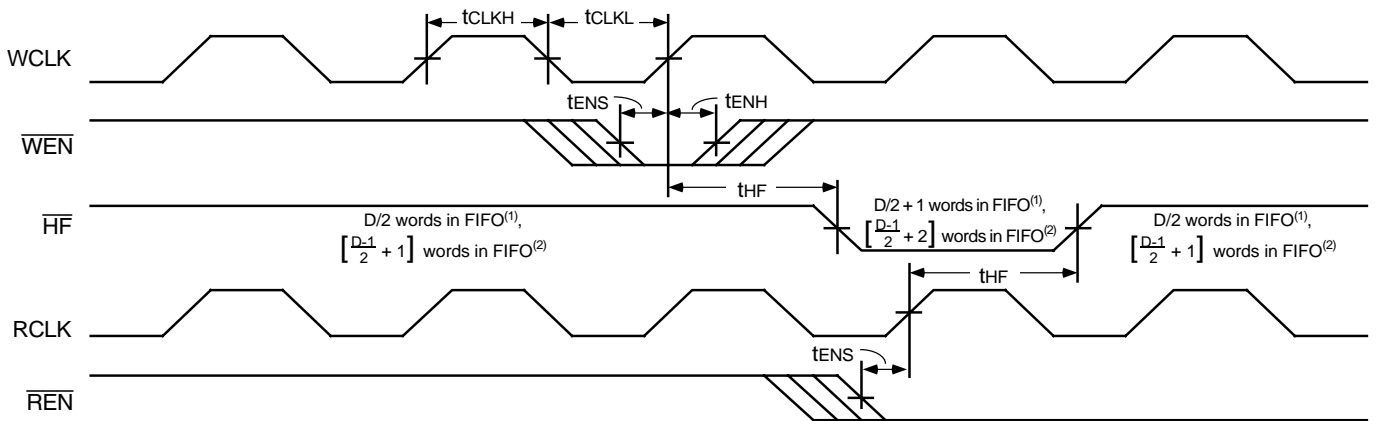 tCLKH
tCLKL
WCLK
tENS
tENH
WEN
tHF
HF
D/2 words in FIFO(1),
[D-1/2 + 1] words in FIFO(2)
D/2 + 1 words in FIFO(1),
[D-1/2 + 2] words in FIFO(2)
D/2 words in FIFO(1),
[D-1/2 + 1] words in FIFO(2)
tHF
RCLK
tENS
REN